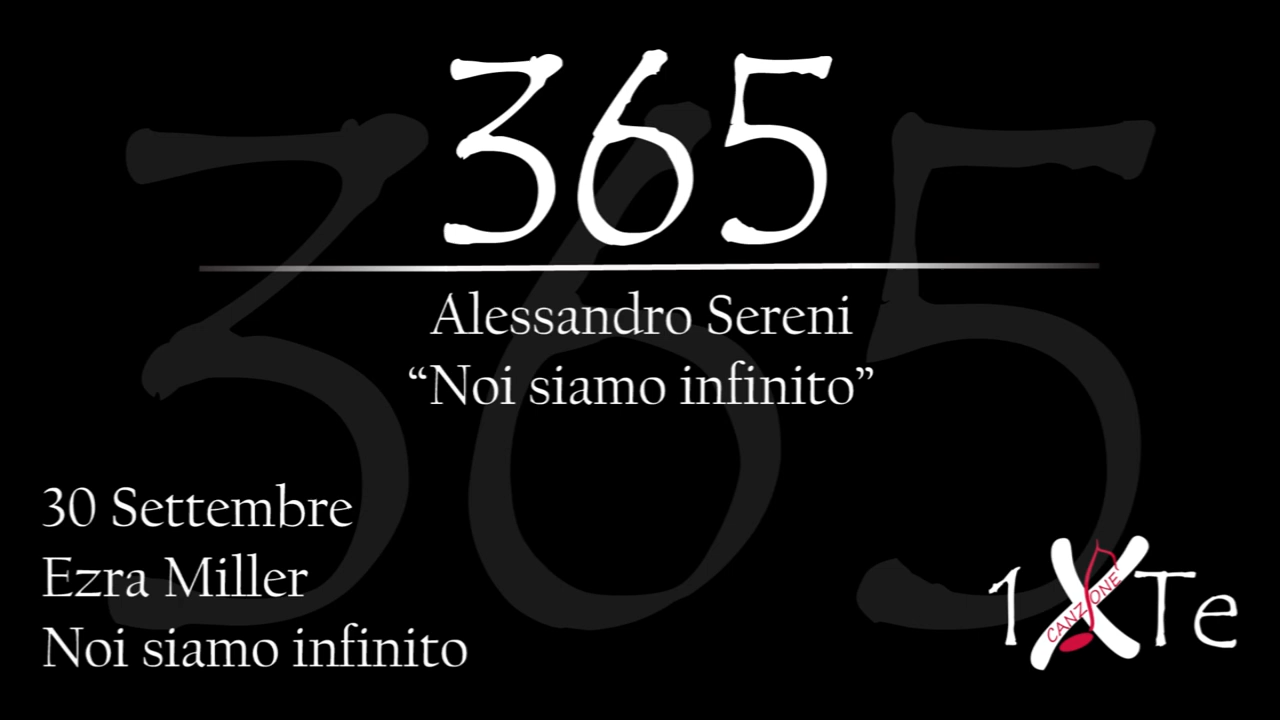 365
Alessandro Sereni
“Noi siamo infinito”
30 Settembre
Ezra Miller
Noi siamo infinito
1XTe
CANZONE